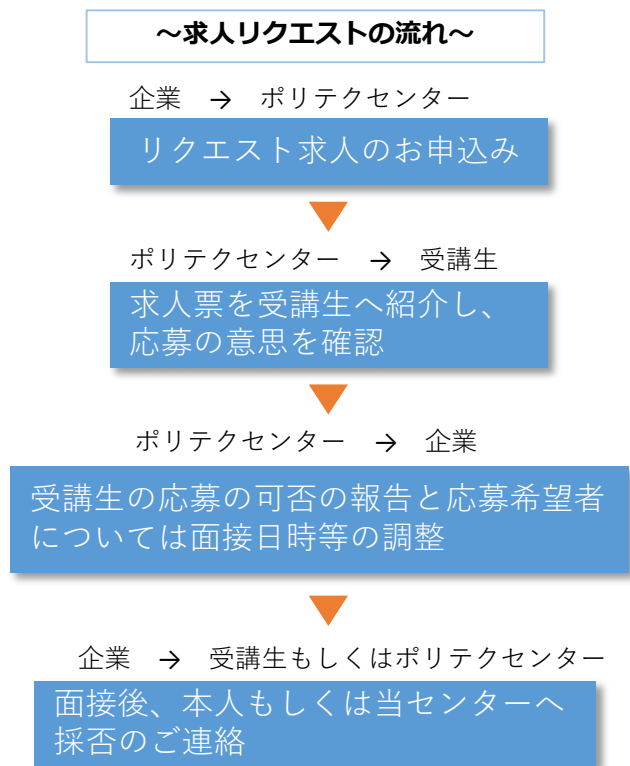 ～求人リクエストの流れ～
企業 → ポリテクセンター
リクエスト求人のお申込み
ポリテクセンター → 受講生
求人票を受講生へ紹介し、
応募の意思を確認
ポリテクセンター → 企業
受講生の応募の可否の報告と応募希望者
については面接日時等の調整
企業 → 受講生もしくはポリテクセンター
面接後、本人もしくは当センターへ
採否のご連絡